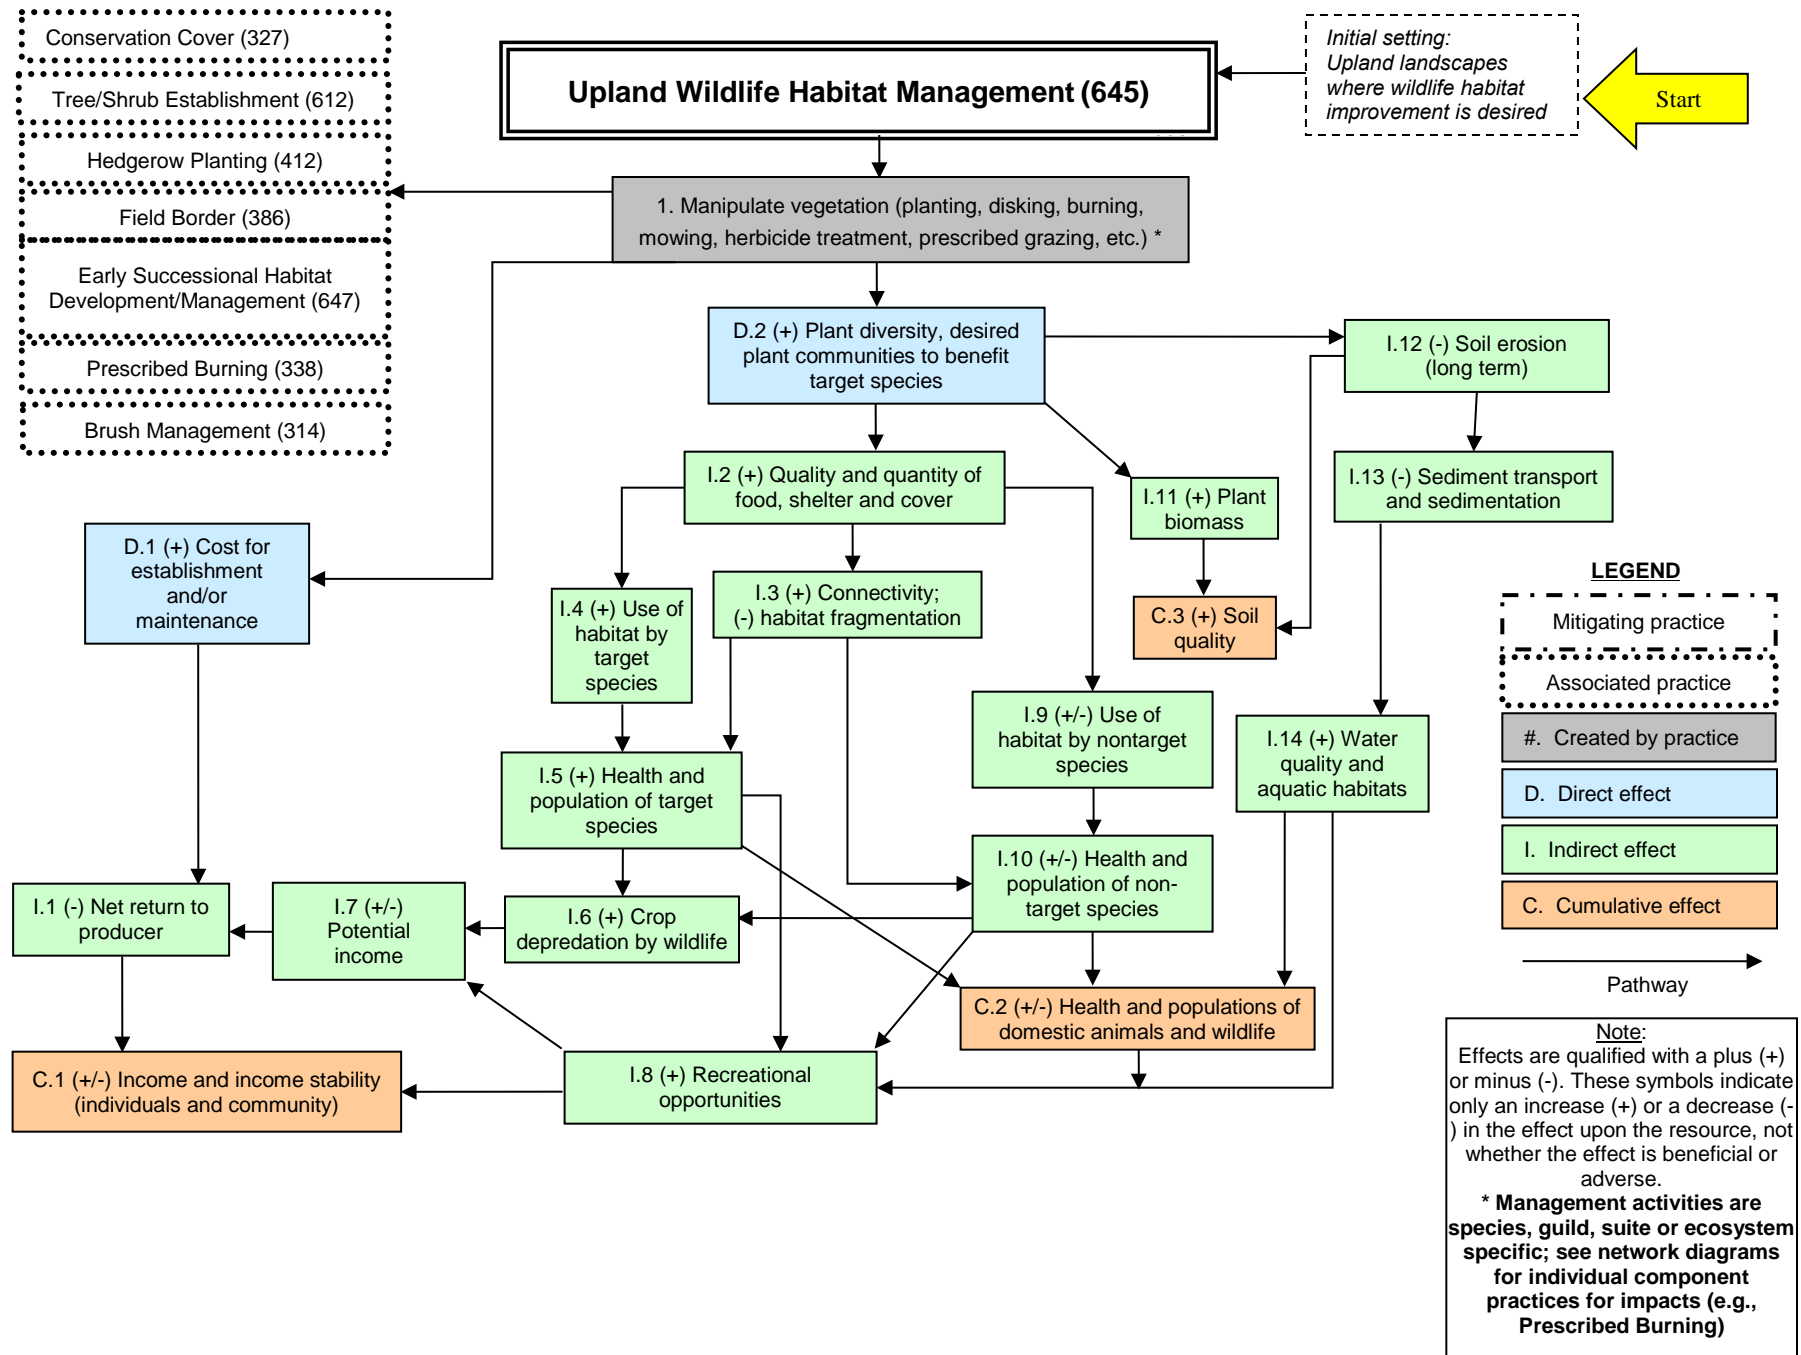 Conservation Cover (327)
Tree/Shrub Establishment (612)
Hedgerow Planting (412)
Field Border (386)
Early Successional Habitat
Development/Management (647)
Prescribed Burning (338)
Brush Management (314)
Upland Wildlife Habitat Management (645)
Initial setting:
Upland landscapes
where wildlife habitat
improvement is desired
Start
1. Manipulate vegetation (planting, disking, burning,
mowing, herbicide treatment, prescribed grazing, etc.) *
D.2 (+) Plant diversity, desired
plant communities to benefit
target species
I.12 (-) Soil erosion
(long term)
I.2 (+) Quality and quantity of
food, shelter and cover
I.11 (+) Plant
biomass
I.13 (-) Sediment transport
and sedimentation
D.1 (+) Cost for
establishment
and/or
maintenance
I.4 (+) Use of
habitat by
target
species
I.3 (+) Connectivity;
(-) habitat fragmentation
C.3 (+) Soil
quality
I.9 (+/-) Use of
habitat by nontarget
species
I.14 (+) Water
quality and
aquatic habitats
I.5 (+) Health and
population of target
species
I.10 (+/-) Health and
population of non-
target species
I.1 (-) Net return to
producer
I.7 (+/-)
Potential
income
I.6 (+) Crop
depredation by wildlife
C.2 (+/-) Health and populations of
domestic animals and wildlife
C.1 (+/-) Income and income stability
(individuals and community)
I.8 (+) Recreational
opportunities
LEGEND
Mitigating practice
Associated practice
#. Created by practice
D. Direct effect
I. Indirect effect
C. Cumulative effect
Pathway
Note:
Effects are qualified with a plus (+)
or minus (-). These symbols indicate
only an increase (+) or a decrease (-
) in the effect upon the resource, not
whether the effect is beneficial or
adverse.
* Management activities are
species, guild, suite or ecosystem
specific; see network diagrams
for individual component
practices for impacts (e.g.,
Prescribed Burning)